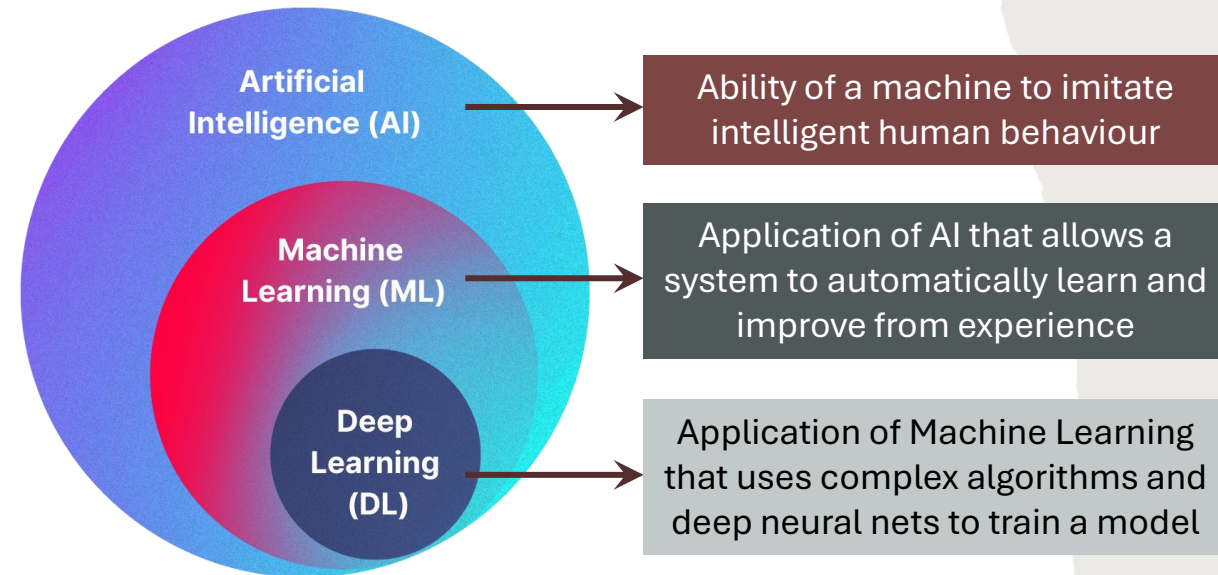 Artificial
Intelligence (AI)
Ability of a machine to imitate
intelligent human behaviour
Machine
Learning (ML)
Application of AI that allows a
system to automatically learn and
improve from experience
Deep
Learning
(DL)
Application of Machine Learning
that uses complex algorithms and
deep neural nets to train a model